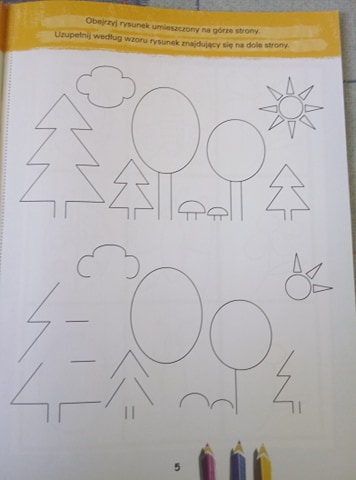 Obejrzyj rysunek umieszczony na górze strony.
Uzupełnij według wzoru rysunek znajdujący się na dole strony.
5